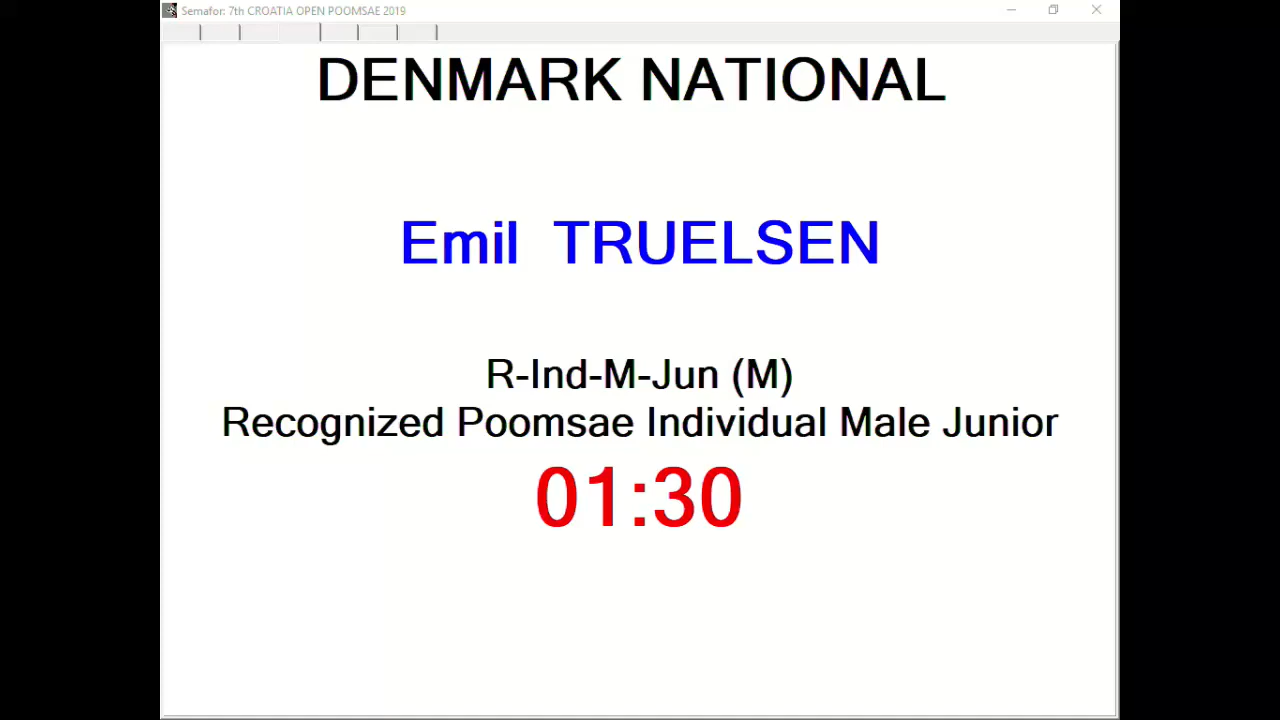 Semafor: 7th CROATIA OPEN POOMSAE 2019
DENMARK NATIONAL
Emil TRUELSEN
R-Ind-M-Jun (M)
Recognized Poomsae Individual Male Junior
01:30